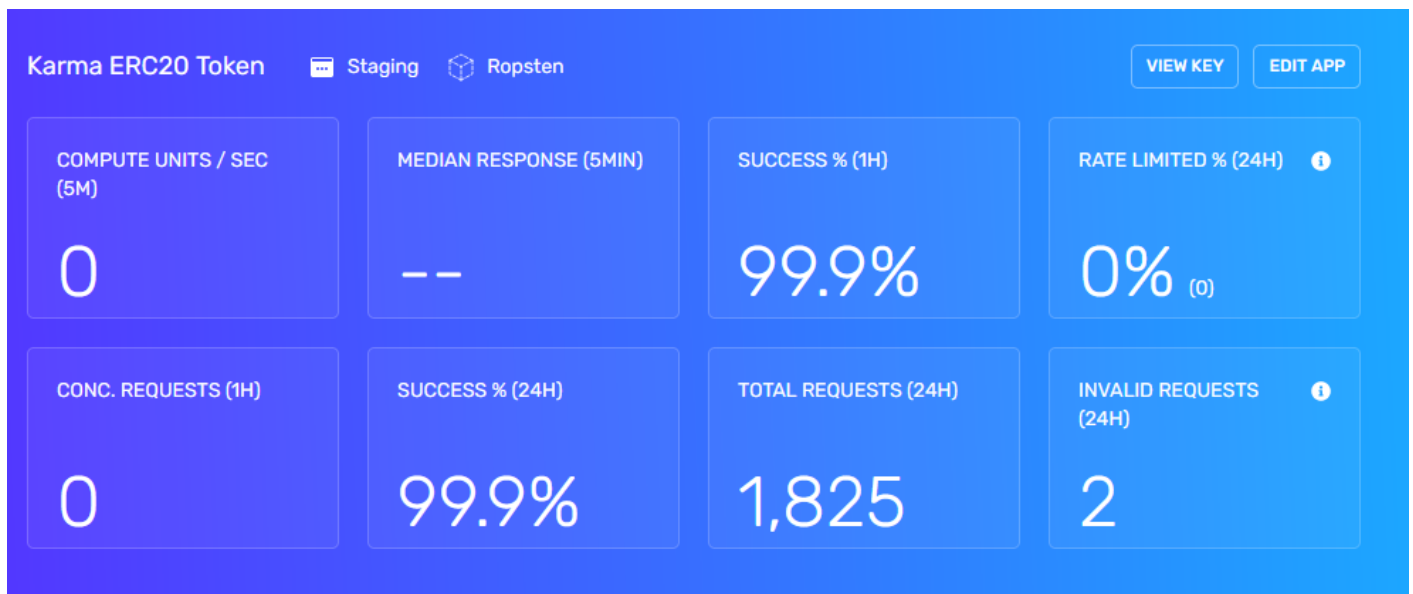 Karma ERC20 Token Staging Ropsten VIEW KEY EDIT APP
COMPUTE UNITS / SEC
(5M)
0
MEDIAN RESPONSE (5MIN)
--
SUCCESS % (1H)
99.9%
RATE LIMITED % (24H)
0% (0)
CONC. REQUESTS (1H)
0
SUCCESS % (24H)
99.9%
TOTAL REQUESTS (24H)
1,825
INVALID REQUESTS
(24H)
2